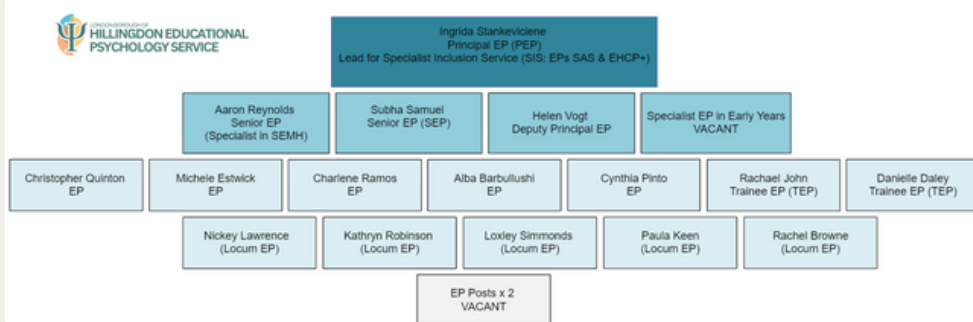 LONDON BOROUGH OF
HILLINGDON EDUCATIONAL
PSYCHOLOGY SERVICE
Ingrida Stankeviciene
Principal EP (PEP)
Lead for Specialist Inclusion Service (SIS: EPs SAS & EHCP+)
Aaron Reynolds
Senior EP
(Specialist in SEMH)
Subha Samuel
Senior EP (SEP)
Helen Vogt
Deputy Principal EP
Specialist EP in Early Years
VACANT
Christopher Quinton
EP
Michele Estwick
EP
Charlene Ramos
EP
Alba Barbullushi
EP
Cynthia Pinto
EP
Rachael John
Trainee EP (TEP)
Danielle Daley
Trainee EP (TEP)
Nickey Lawrence
(Locum EP)
Kathryn Robinson
(Locum EP)
Loxley Simmonds
(Locum EP)
Paula Keen
(Locum EP)
Rachel Browne
(Locum EP)
EP Posts x 2
VACANT